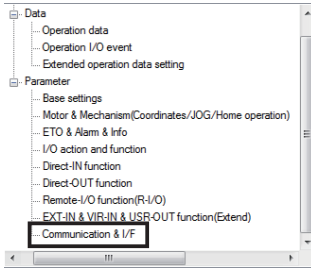 Data
Operation data
Operation I/O event
Extended operation data setting
Parameter
Base settings
Motor & Mechanism(Coordinates/JOG/Home operation)
ETO & Alarm & Info
I/O action and function
Direct-IN function
Direct-OUT function
Remote-I/O function(R-I/O)
EXT-IN & VIR-IN & USR-OUT function(Extend)
Communication & I/F